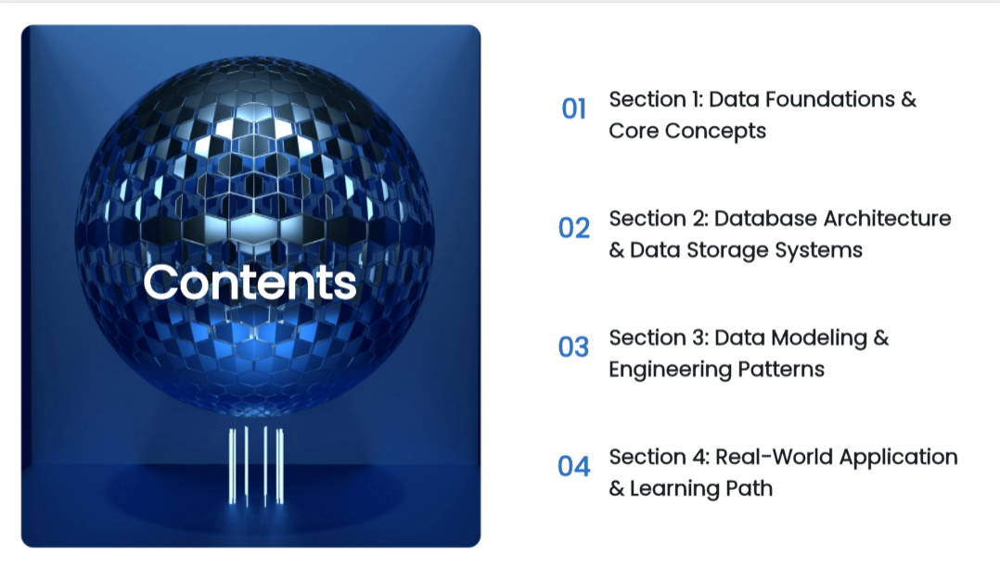 Contents
01
Section 1: Data Foundations &
Core Concepts
02
Section 2: Database Architecture
& Data Storage Systems
03
Section 3: Data Modeling &
Engineering Patterns
04
Section 4: Real-World Application
& Learning Path